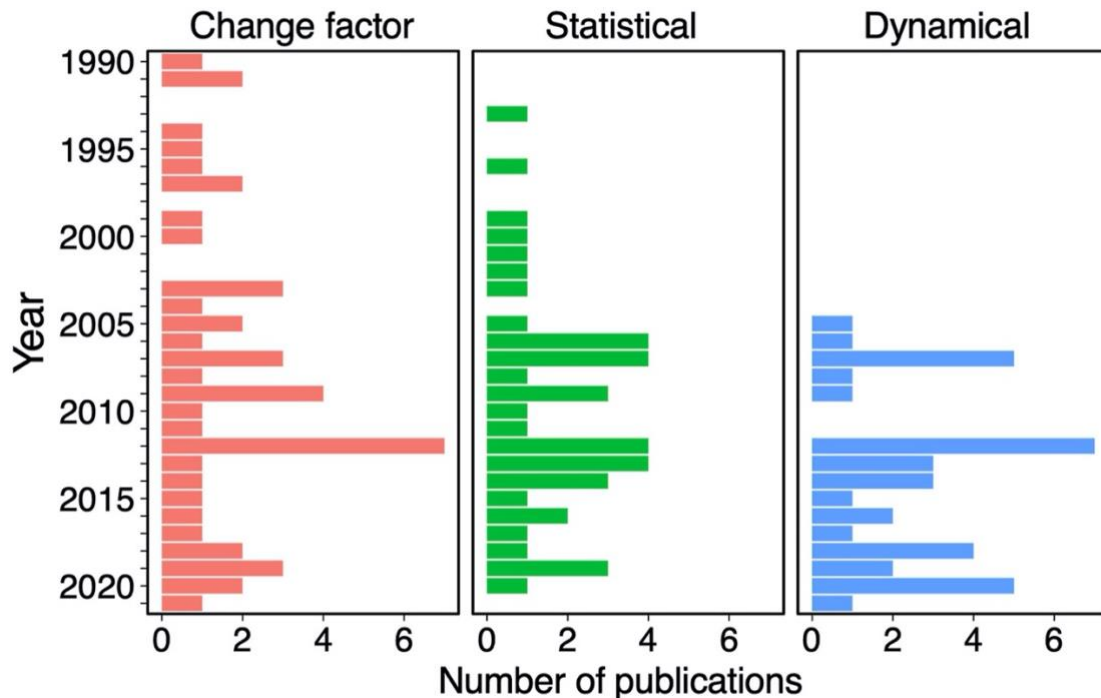 Change factor Statistical Dynamical
1990
1995
2000
2005
2010
2015
2020
Year
0 2 4 6 0 2 4 6 0 2 4 6
Number of publications